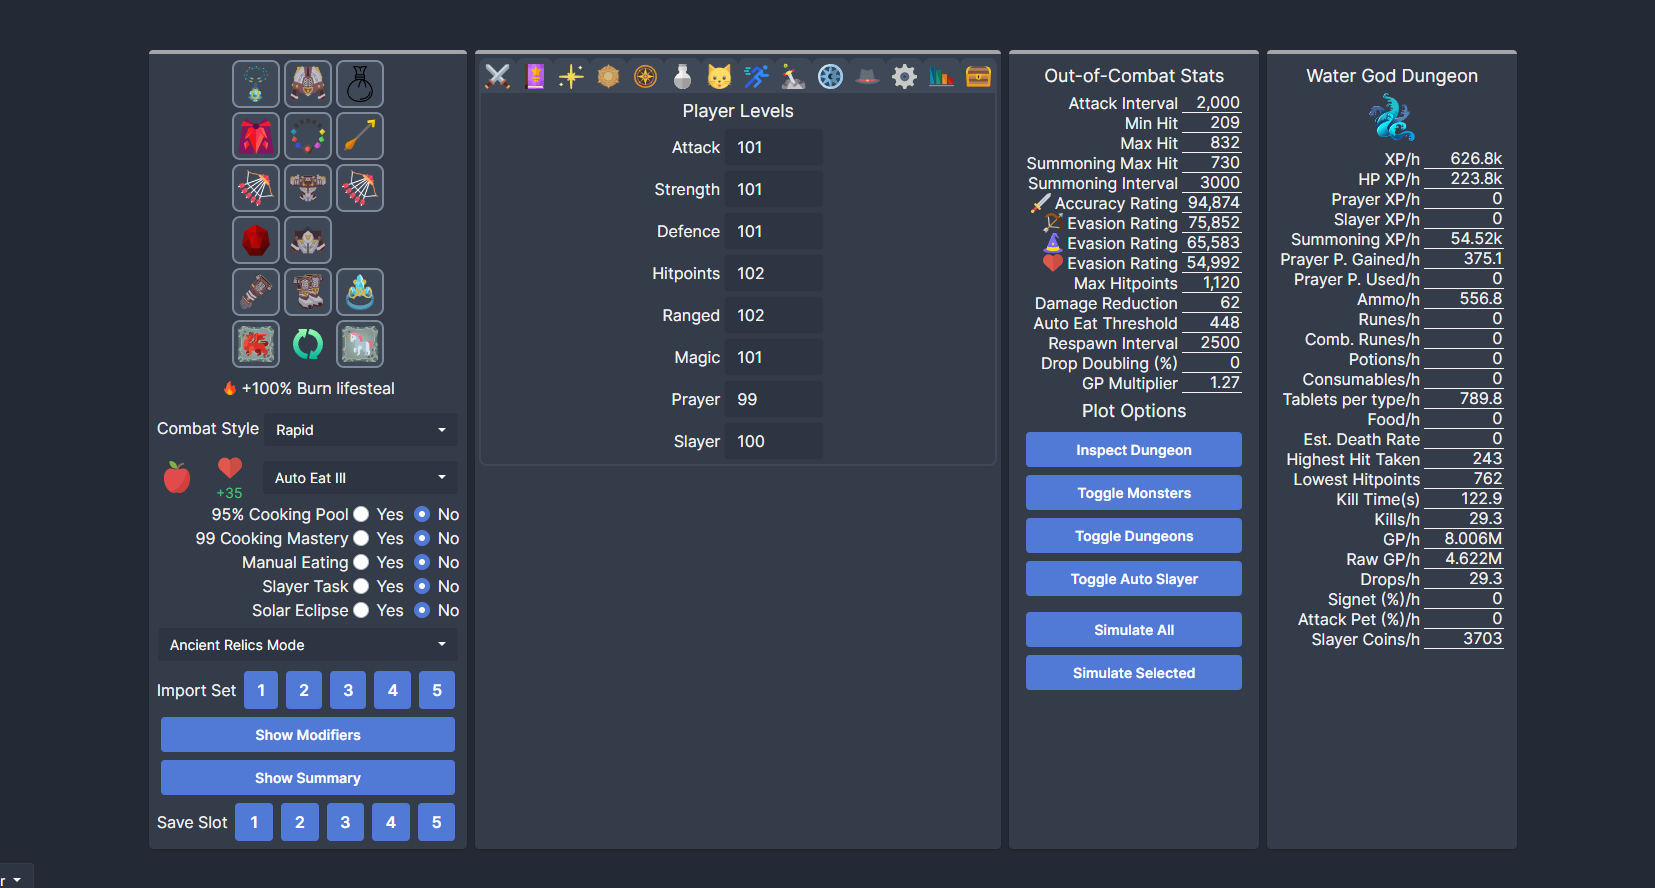 +100% Burn lifesteal
Combat Style Rapid
+35
Auto Eat III
95% Cooking Pool Yes No
99 Cooking Mastery Yes No
Manual Eating Yes No
Slayer Task Yes No
Solar Eclipse Yes No
Ancient Relics Mode
Import Set 1 2 3 4 5
Show Modifiers
Show Summary
Save Slot 1 2 3 4 5
Player Levels
Attack 101
Strength 101
Defence 101
Hitpoints 102
Ranged 102
Magic 101
Prayer 99
Slayer 100
Out-of-Combat Stats
Attack Interval 2,000
Min Hit 209
Max Hit 832
Summoning Max Hit 730
Summoning Interval 3000
Accuracy Rating 94,874
Evasion Rating 75,852
Evasion Rating 65,583
Evasion Rating 54,992
Max Hitpoints 1,120
Damage Reduction 62
Auto Eat Threshold 448
Respawn Interval 2500
Drop Doubling (%) 0
GP Multiplier 1.27
Plot Options
Inspect Dungeon
Toggle Monsters
Toggle Dungeons
Toggle Auto Slayer
Simulate All
Simulate Selected
Water God Dungeon
XP/h 626.8k
HP XP/h 223.8k
Prayer XP/h 0
Slayer XP/h 0
Summoning XP/h 54.52k
Prayer P. Gained/h 375.1
Prayer P. Used/h 0
Ammo/h 556.8
Runes/h 0
Comb. Runes/h 0
Potions/h 0
Consumables/h 0
Tablets per type/h 789.8
Food/h 0
Est. Death Rate 0
Highest Hit Taken 243
Lowest Hitpoints 762
Kill Time(s) 122.9
Kills/h 29.3
GP/h 8.006M
Raw GP/h 4.622M
Drops/h 29.3
Signet (%)/h 0
Attack Pet (%)/h 0
Slayer Coins/h 3703
r